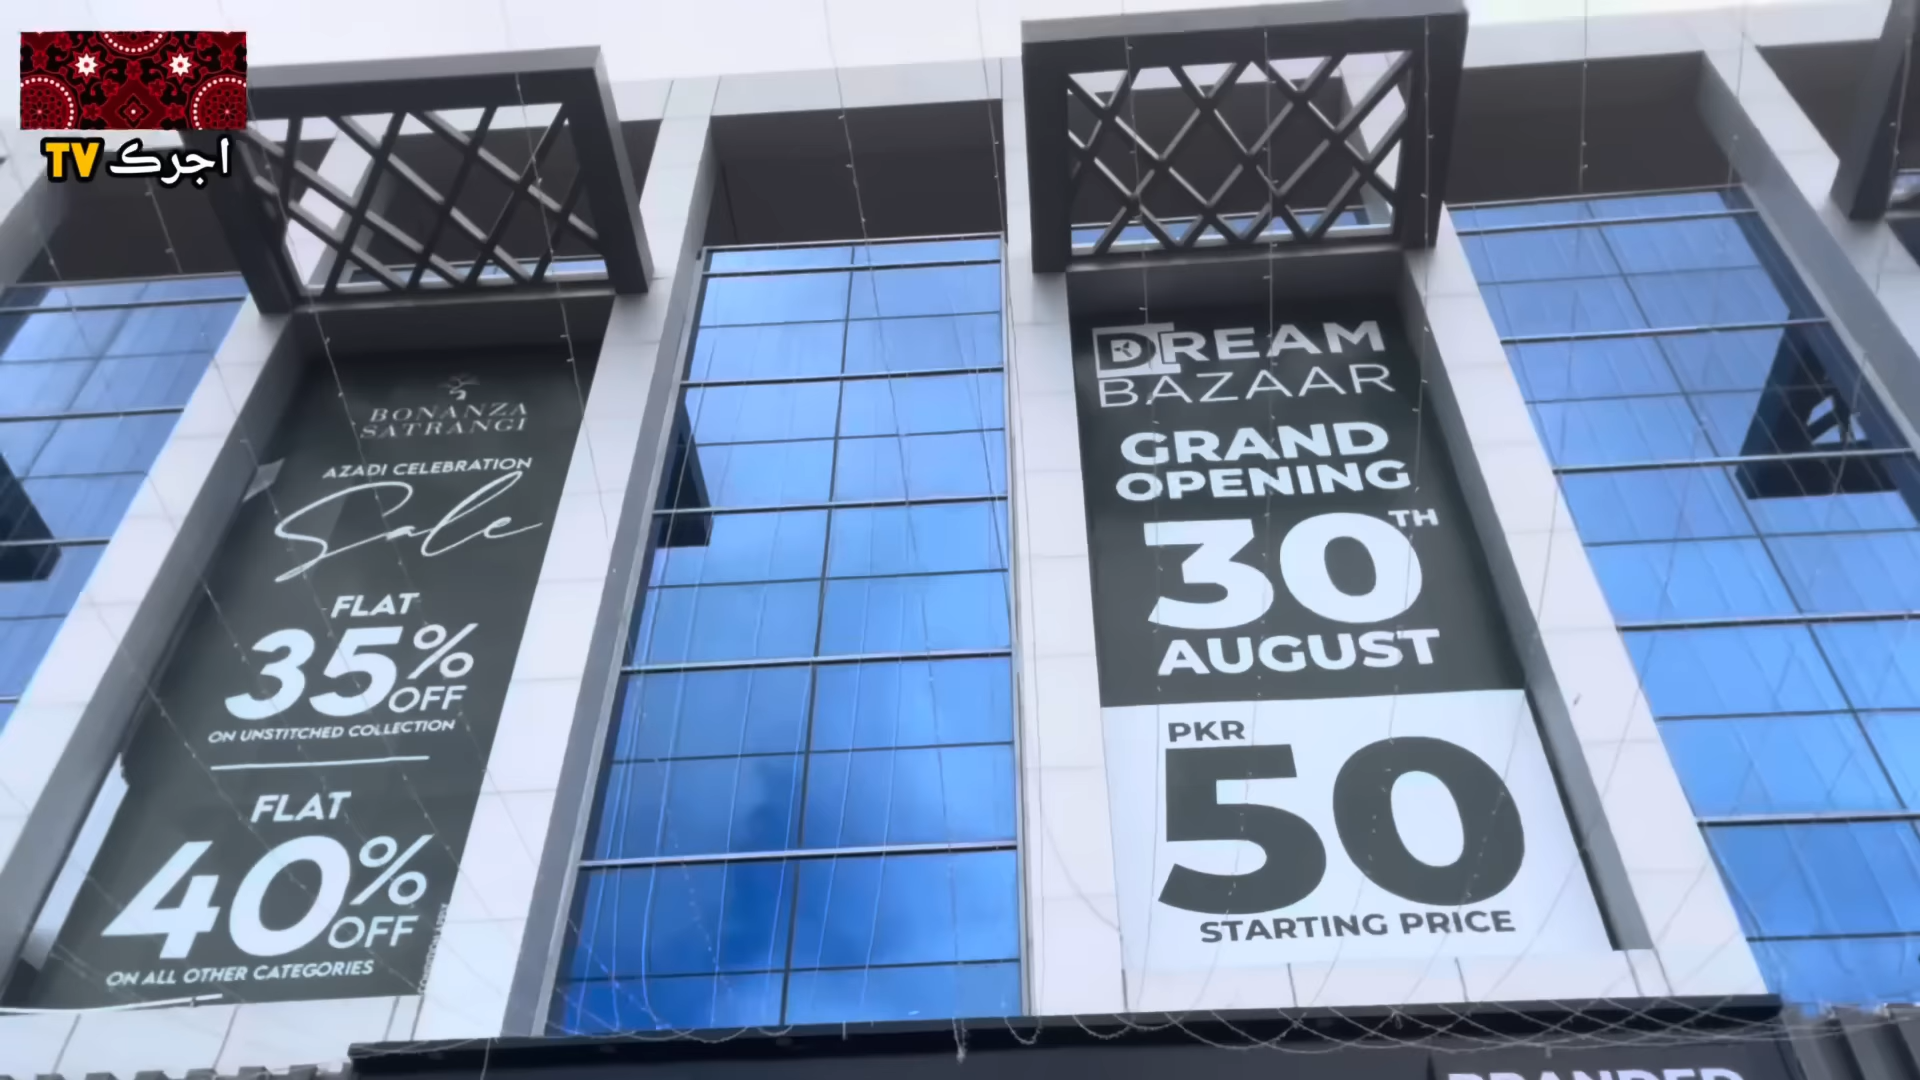 اجرک TV
BONANZA
SATRANGI
AZADI CELEBRATION
Sale
FLAT
35% OFF
ON UNSTITCHED COLLECTION
FLAT
40% OFF
ON ALL OTHER CATEGORIES
DREAM
BAZAAR
GRAND
OPENING
30TH
AUGUST
PKR
50
STARTING PRICE
BRANDED